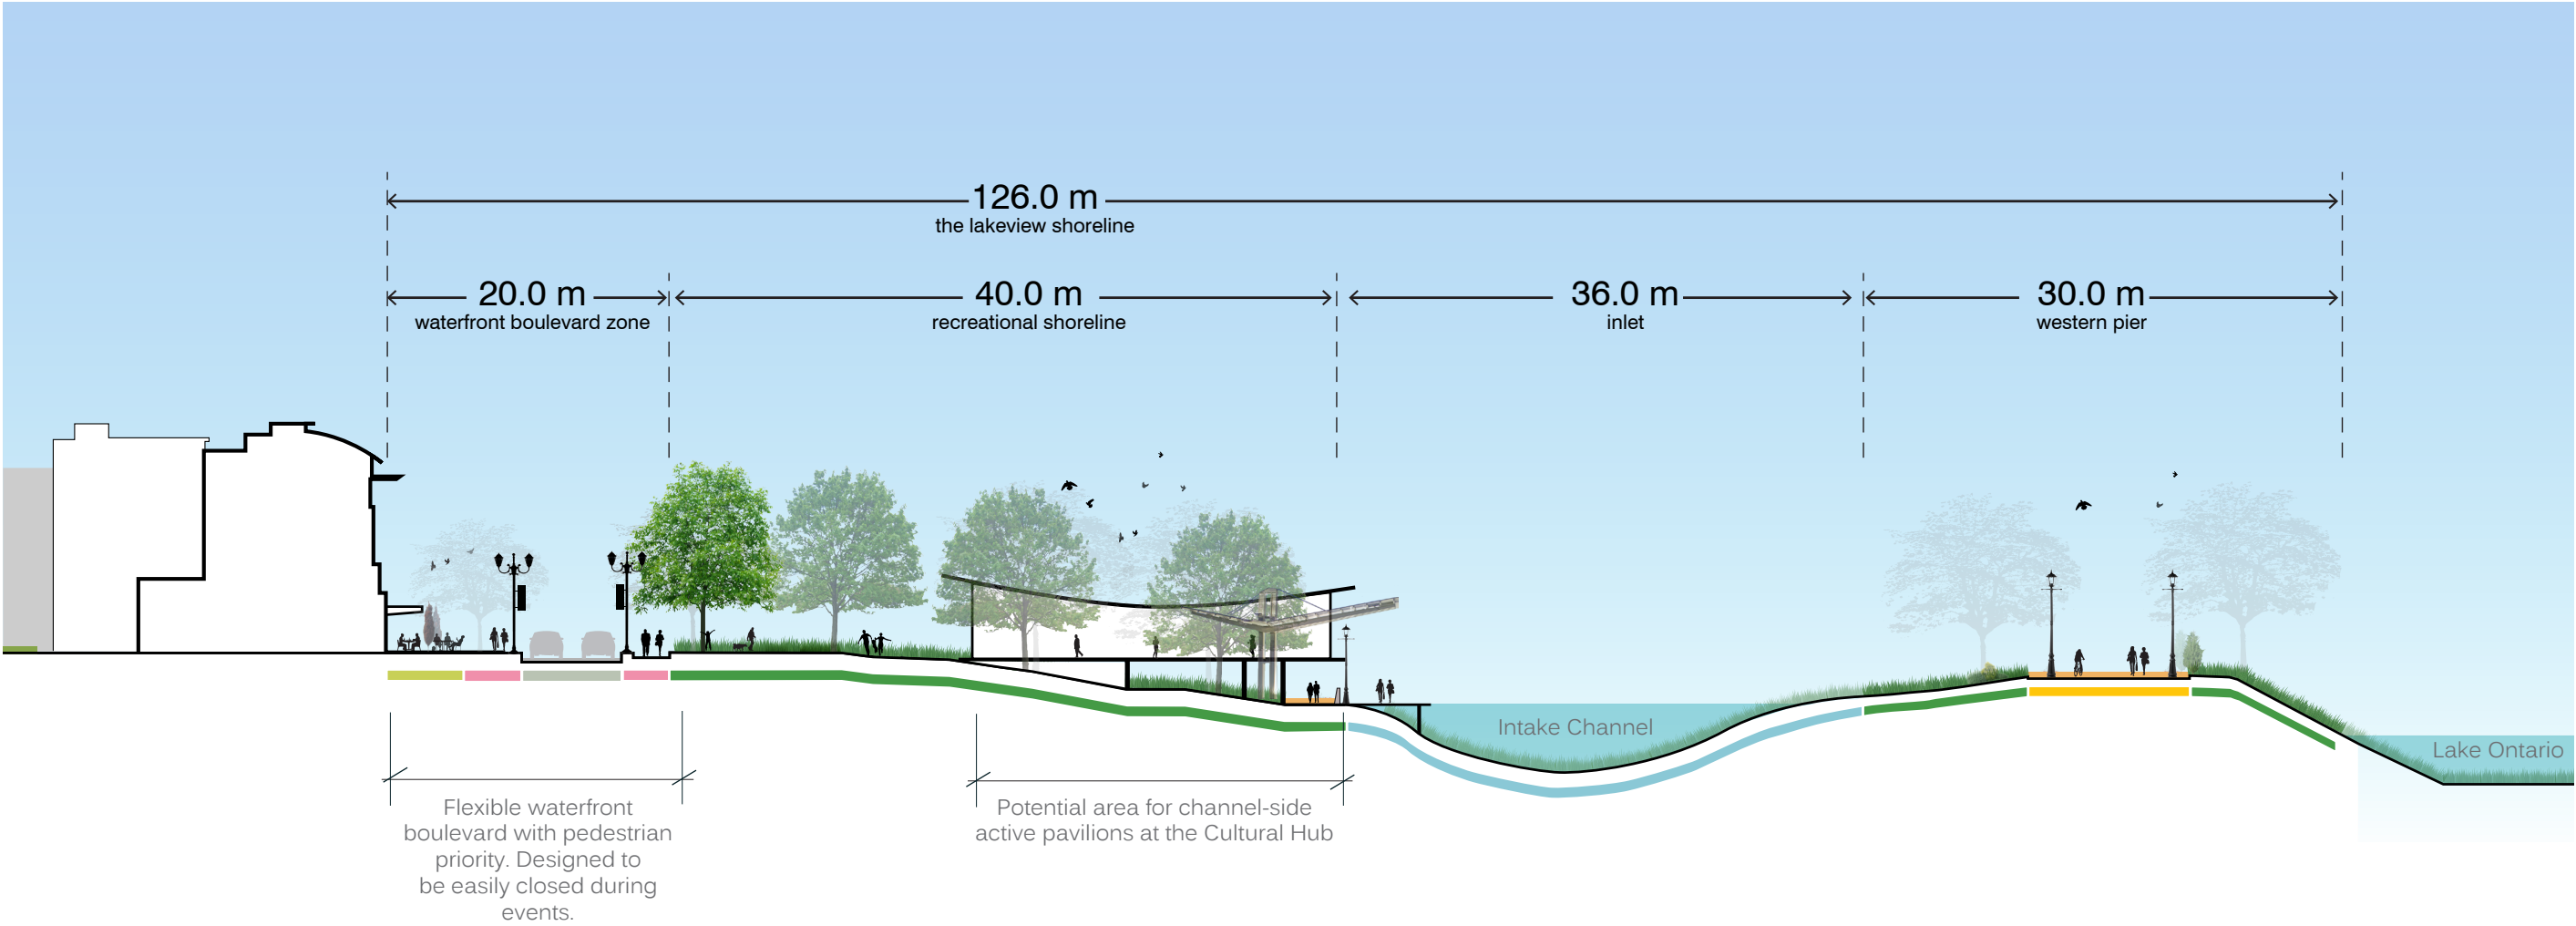 126.0 m
the lakeview shoreline
20.0 m
waterfront boulevard zone
40.0 m
recreational shoreline
36.0 m
inlet
30.0 m
western pier
Intake Channel
Lake Ontario
Flexible waterfront
boulevard with pedestrian
priority. Designed to
be easily closed during
events.
Potential area for channel-side
active pavilions at the Cultural Hub